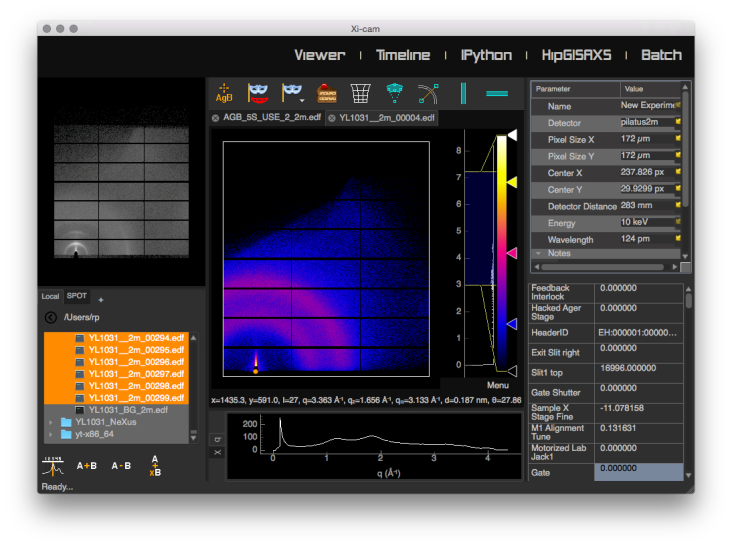 Xi-cam
Viewer | Timeline | IPython | HipGISAXS | Batch
AgB
AGB_5S_USE_2_2m.edf
YL1031__2m_00004.edf
8
7
6
5
4
3
2
1
0
Menu
x=1435.3, y=591.0, I=27, q=3.363 Å⁻¹, qz=1.656 Å⁻¹, q||=3.133 Å⁻¹, d=0.187 nm, θ=27.86
200
100
0
0 1 2 3 4
q (Å⁻¹)
q
X
Local SPOT +
/Users/rp
YL1031__2m_00294.edf
YL1031__2m_00295.edf
YL1031__2m_00296.edf
YL1031__2m_00297.edf
YL1031__2m_00298.edf
YL1031__2m_00299.edf
YL1031_BG_2m.edf
YL1031_NeXus
yt-x86_64
A+B
A-B
A
+
xB
Ready...
Parameter Value
Name New Experime
Detector pilatus2m
Pixel Size X 172 µm
Pixel Size Y 172 µm
Center X 237.826 px
Center Y 29.9299 px
Detector Distance 283 mm
Energy 10 keV
Wavelength 124 pm
Notes
Feedback Interlock 0.000000
Hacked Ager Stage 0.000000
HeaderID EH:000001:00000...
Exit Slit right 0.000000
Slit1 top 16996.000000
Gate Shutter 0.000000
Sample X Stage Fine -11.078158
M1 Alignment Tune 0.131631
Motorized Lab Jack1 0.000000
Gate 0.000000